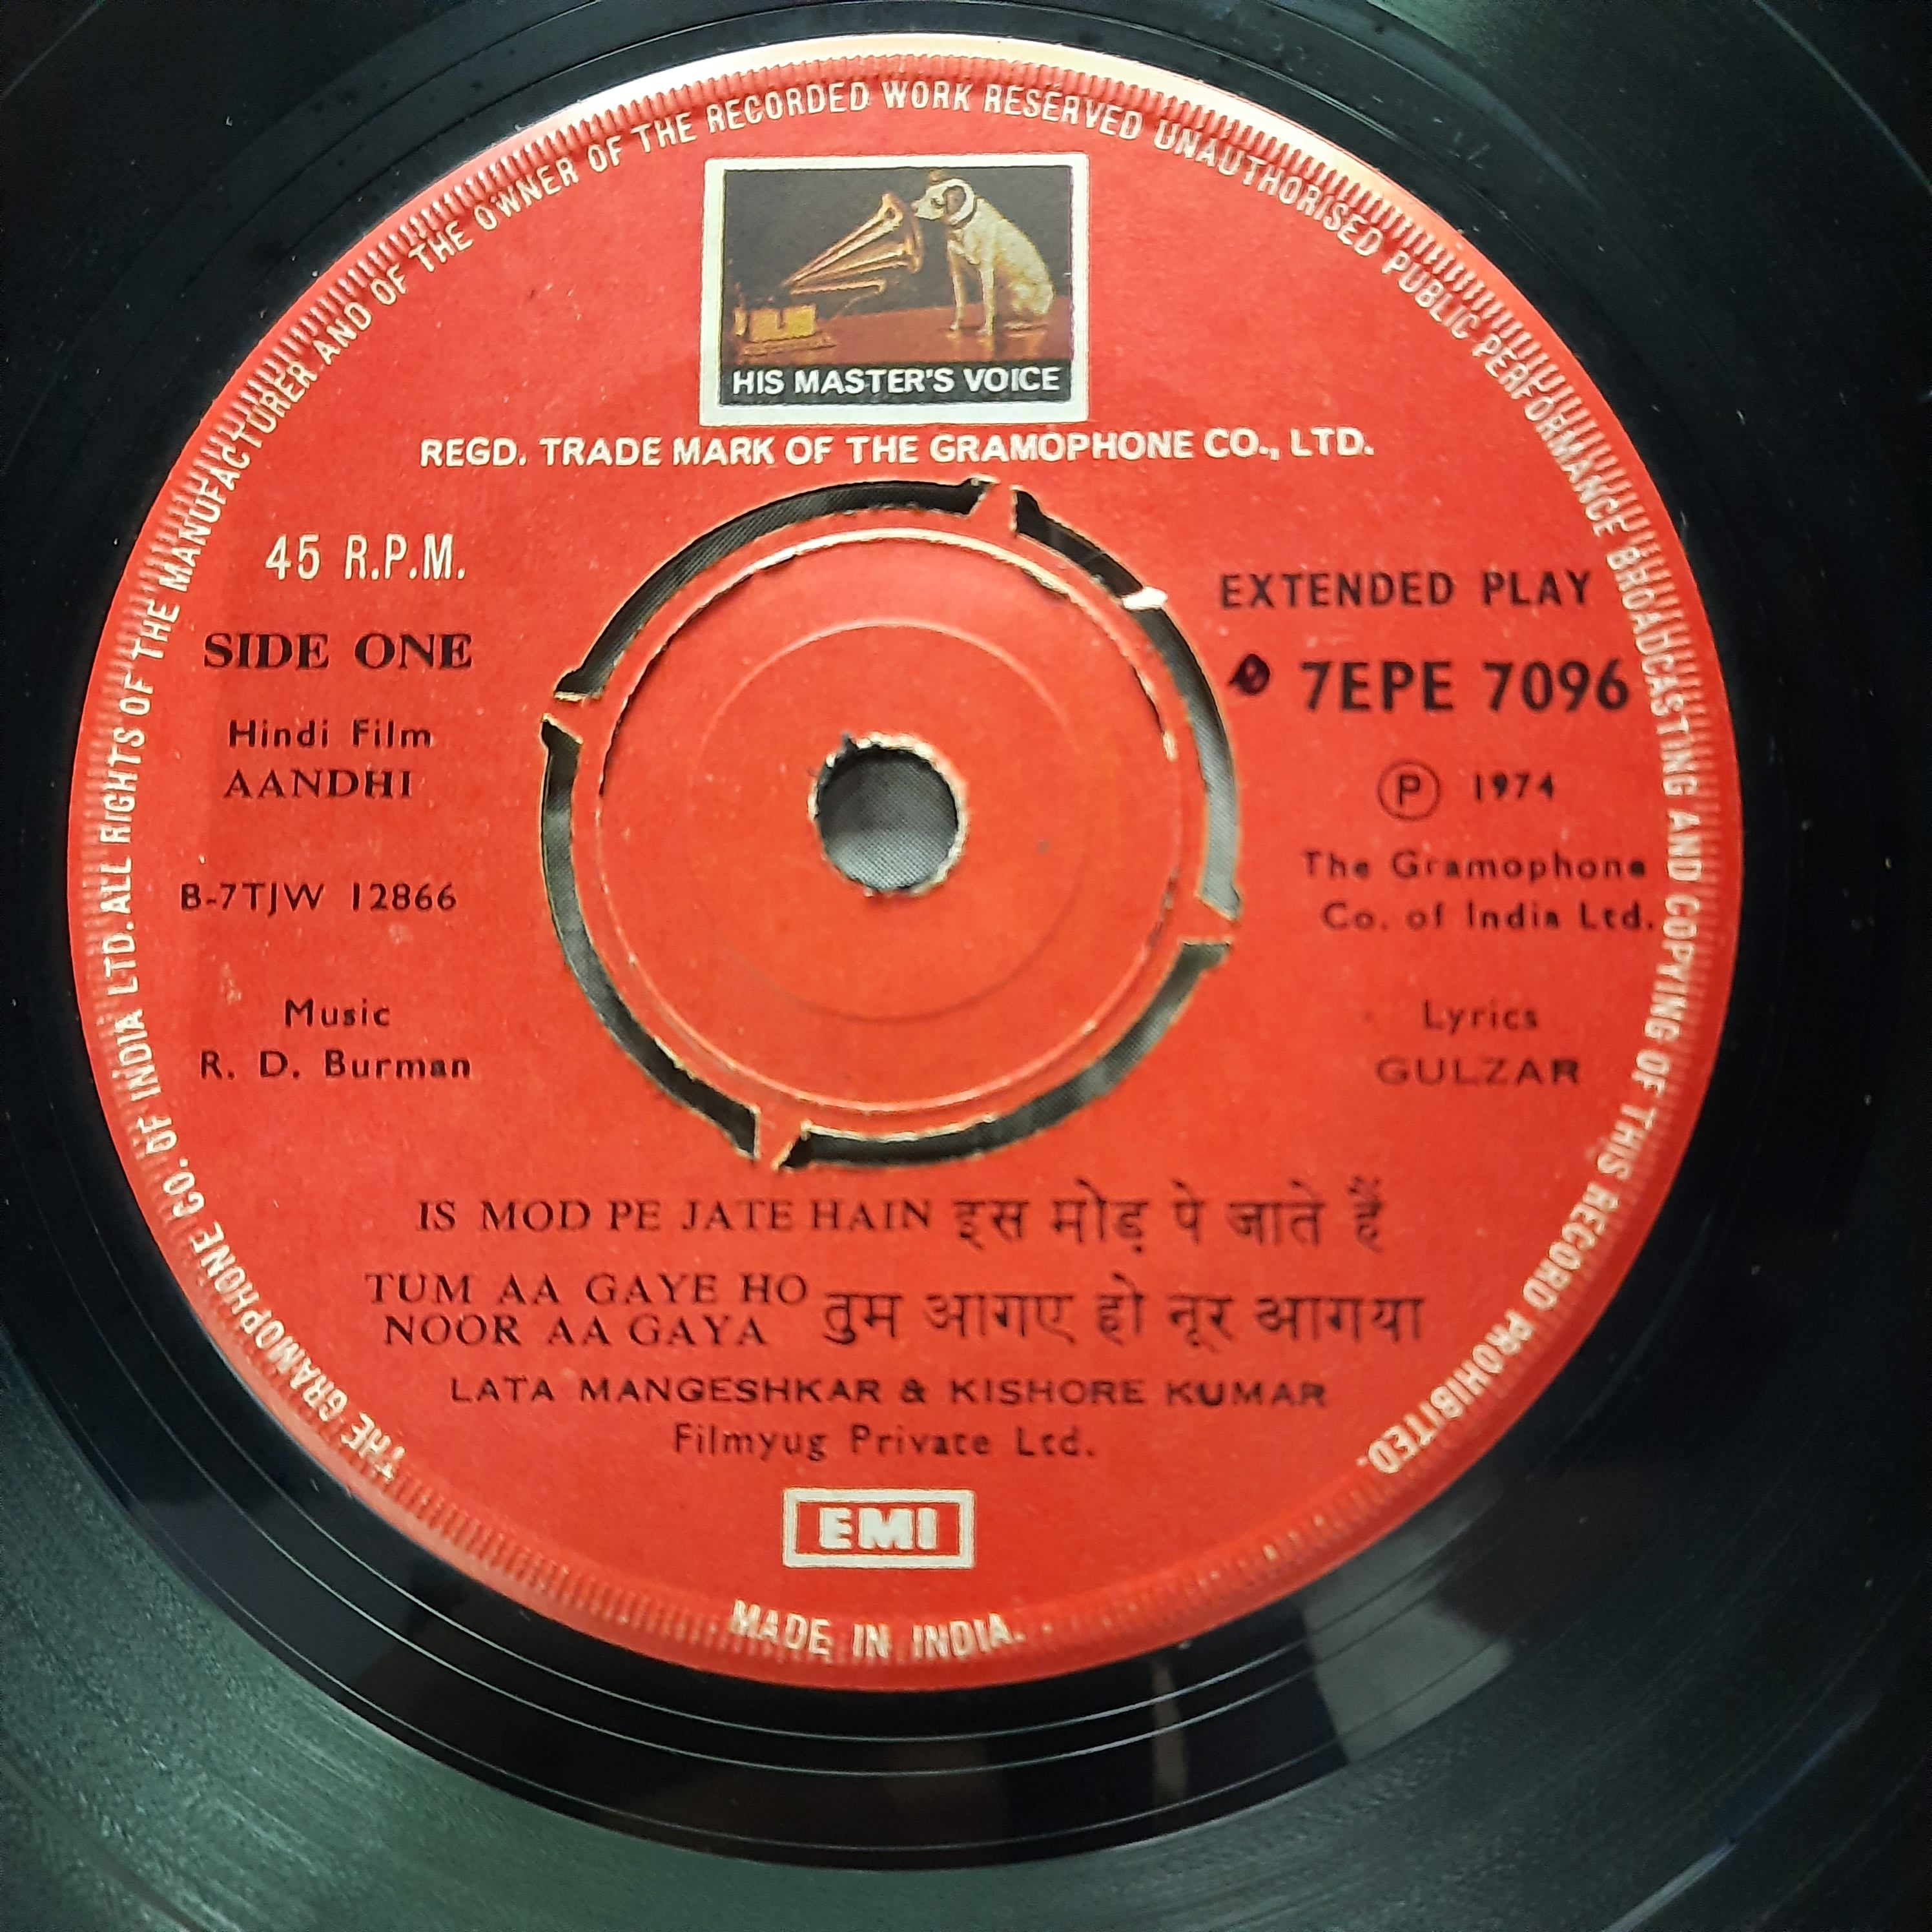 THE GRAMOPHONE CO. OF INDIA LTD. ALL RIGHTS OF THE MANUFACTURER AND OF THE OWNER OF THE RECORDED WORK RESERVED UNAUTHORISED PUBLIC PERFORMANCE BROADCASTING AND COPYING OF THIS RECORD PROHIBITED.
HIS MASTER'S VOICE
REGD. TRADE MARK OF THE GRAMOPHONE CO., LTD.
45 R.P.M.
SIDE ONE
Hindi Film
AANDHI
B-7TJW 12866
Music
R. D. Burman
EXTENDED PLAY
7EPE 7096
Ⓟ 1974
The Gramophone
Co. of India Ltd.
Lyrics
GULZAR
IS MOD PE JATE HAIN इस मोड़ पे जाते हैं
TUM AA GAYE HO
NOOR AA GAYA तुम आगए हो नूर आगया
LATA MANGESHKAR & KISHORE KUMAR
Filmyug Private Ltd.
EMI
MADE IN INDIA.